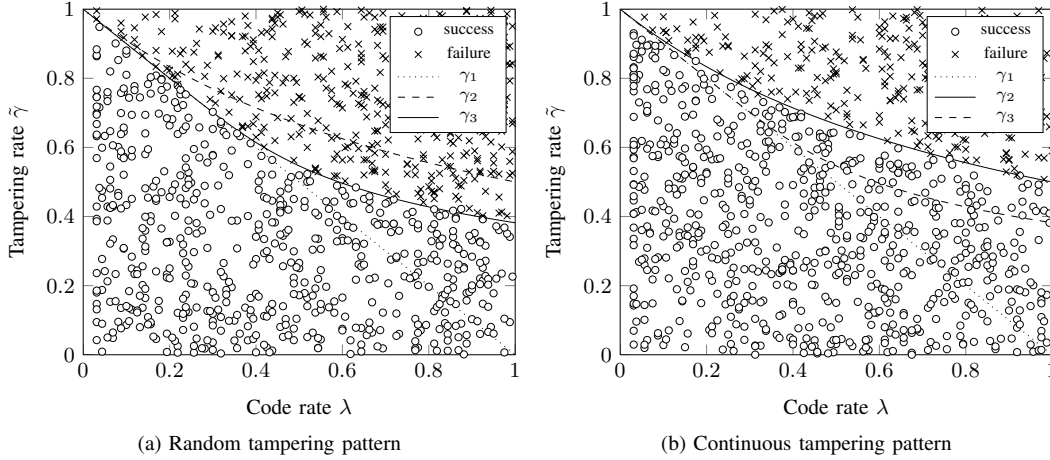 1
0.8
0.6
0.4
0.2
0
0 0.2 0.4 0.6 0.8 1
Tampering rate γ̃
Code rate λ
success
failure
γ1
γ2
γ3
(a) Random tampering pattern
1
0.8
0.6
0.4
0.2
0
0 0.2 0.4 0.6 0.8 1
Tampering rate γ̃
Code rate λ
success
failure
γ1
γ2
γ3
(b) Continuous tampering pattern